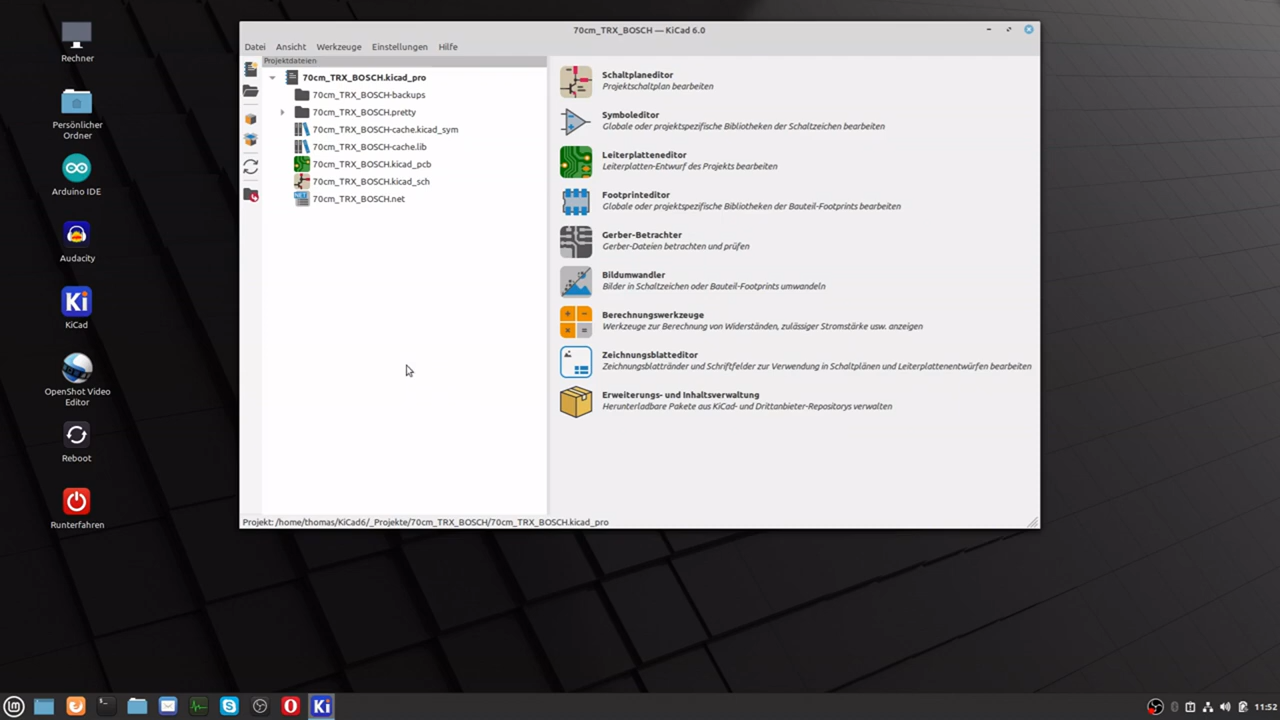 70cm_TRX_BOSCH — KiCad 6.0
Datei Ansicht Werkzeuge Einstellungen Hilfe
Projektdateien
70cm_TRX_BOSCH.kicad_pro
70cm_TRX_BOSCH-backups
70cm_TRX_BOSCH.pretty
70cm_TRX_BOSCH-cache.kicad_sym
70cm_TRX_BOSCH-cache.lib
70cm_TRX_BOSCH.kicad_pcb
70cm_TRX_BOSCH.kicad_sch
NET
70cm_TRX_BOSCH.net
Schaltplaneditor
Projektschaltplan bearbeiten
Symboleditor
Globale oder projektspezifische Bibliotheken der Schaltzeichen bearbeiten
Leiterplatteneditor
Leiterplatten-Entwurf des Projekts bearbeiten
Footprinteditor
Globale oder projektspezifische Bibliotheken der Bauteil-Footprints bearbeiten
Gerber-Betrachter
Gerber-Dateien betrachten und prüfen
Bildumwandler
Bilder in Schaltzeichen oder Bauteil-Footprints umwandeln
Berechnungswerkzeuge
Werkzeuge zur Berechnung von Widerständen, zulässiger Stromstärke usw. anzeigen
Zeichnungsblatteditor
Zeichnungsblattränder und Schriftfelder zur Verwendung in Schaltplänen und Leiterplattenentwürfen bearbeiten
Erweiterungs- und Inhaltsverwaltung
Herunterladbare Pakete aus KiCad- und Drittanbieter-Repositorys verwalten
Projekt: /home/thomas/KiCad6/_Projekte/70cm_TRX_BOSCH/70cm_TRX_BOSCH.kicad_pro
Rechner
Persönlicher
Ordner
Arduino IDE
Audacity
Ki
KiCad
OpenShot Video
Editor
Reboot
Runterfahren
Ki
11:52